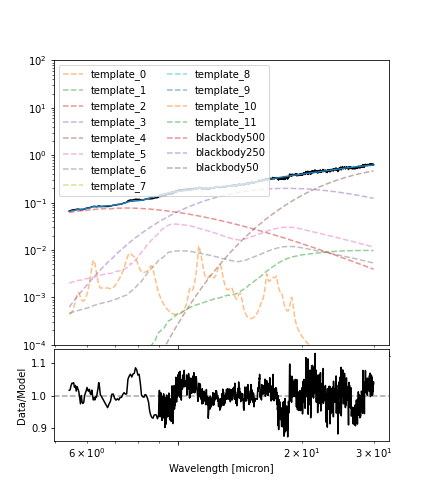 10²
10¹
10⁰
10⁻¹
10⁻²
10⁻³
10⁻⁴
template_0
template_1
template_2
template_3
template_4
template_5
template_6
template_7
template_8
template_9
template_10
template_11
blackbody500
blackbody250
blackbody50
1.1
1.0
0.9
Data/Model
6 × 10⁰
2 × 10¹
3 × 10¹
Wavelength [micron]